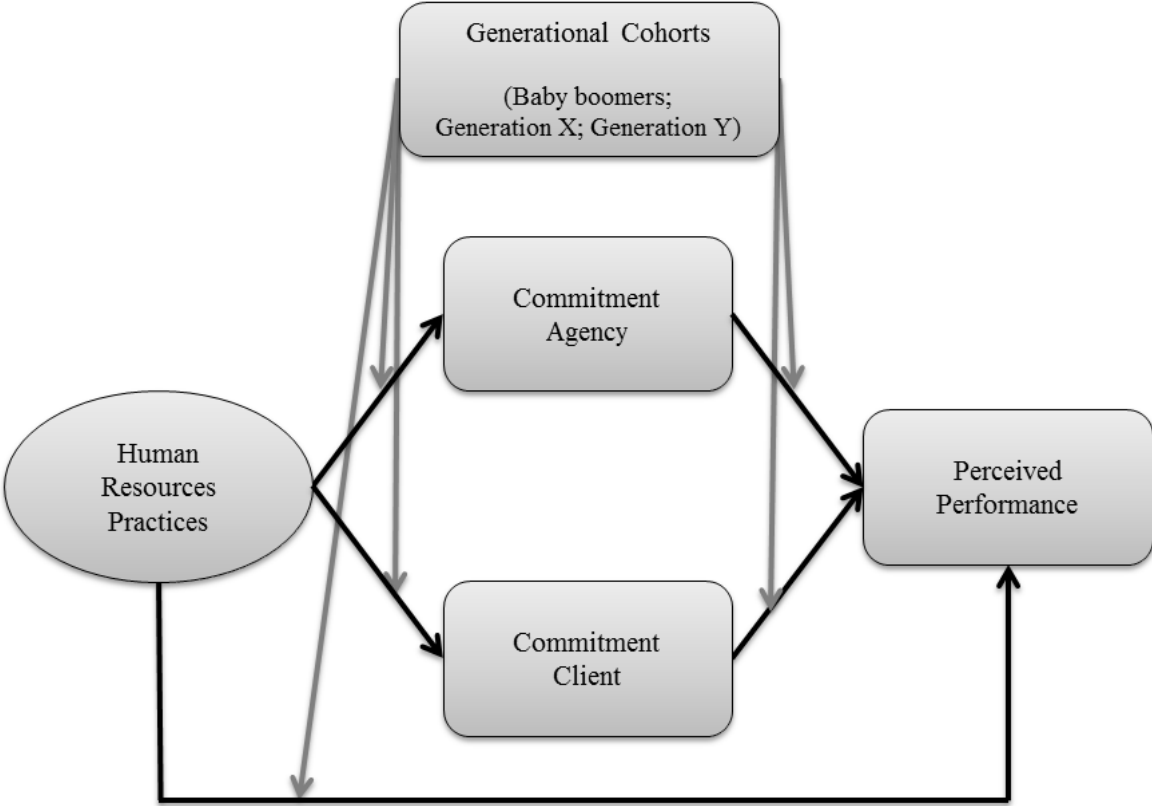 Generational Cohorts
(Baby boomers;
Generation X; Generation Y)
Commitment
Agency
Human
Resources
Practices
Perceived
Performance
Commitment
Client